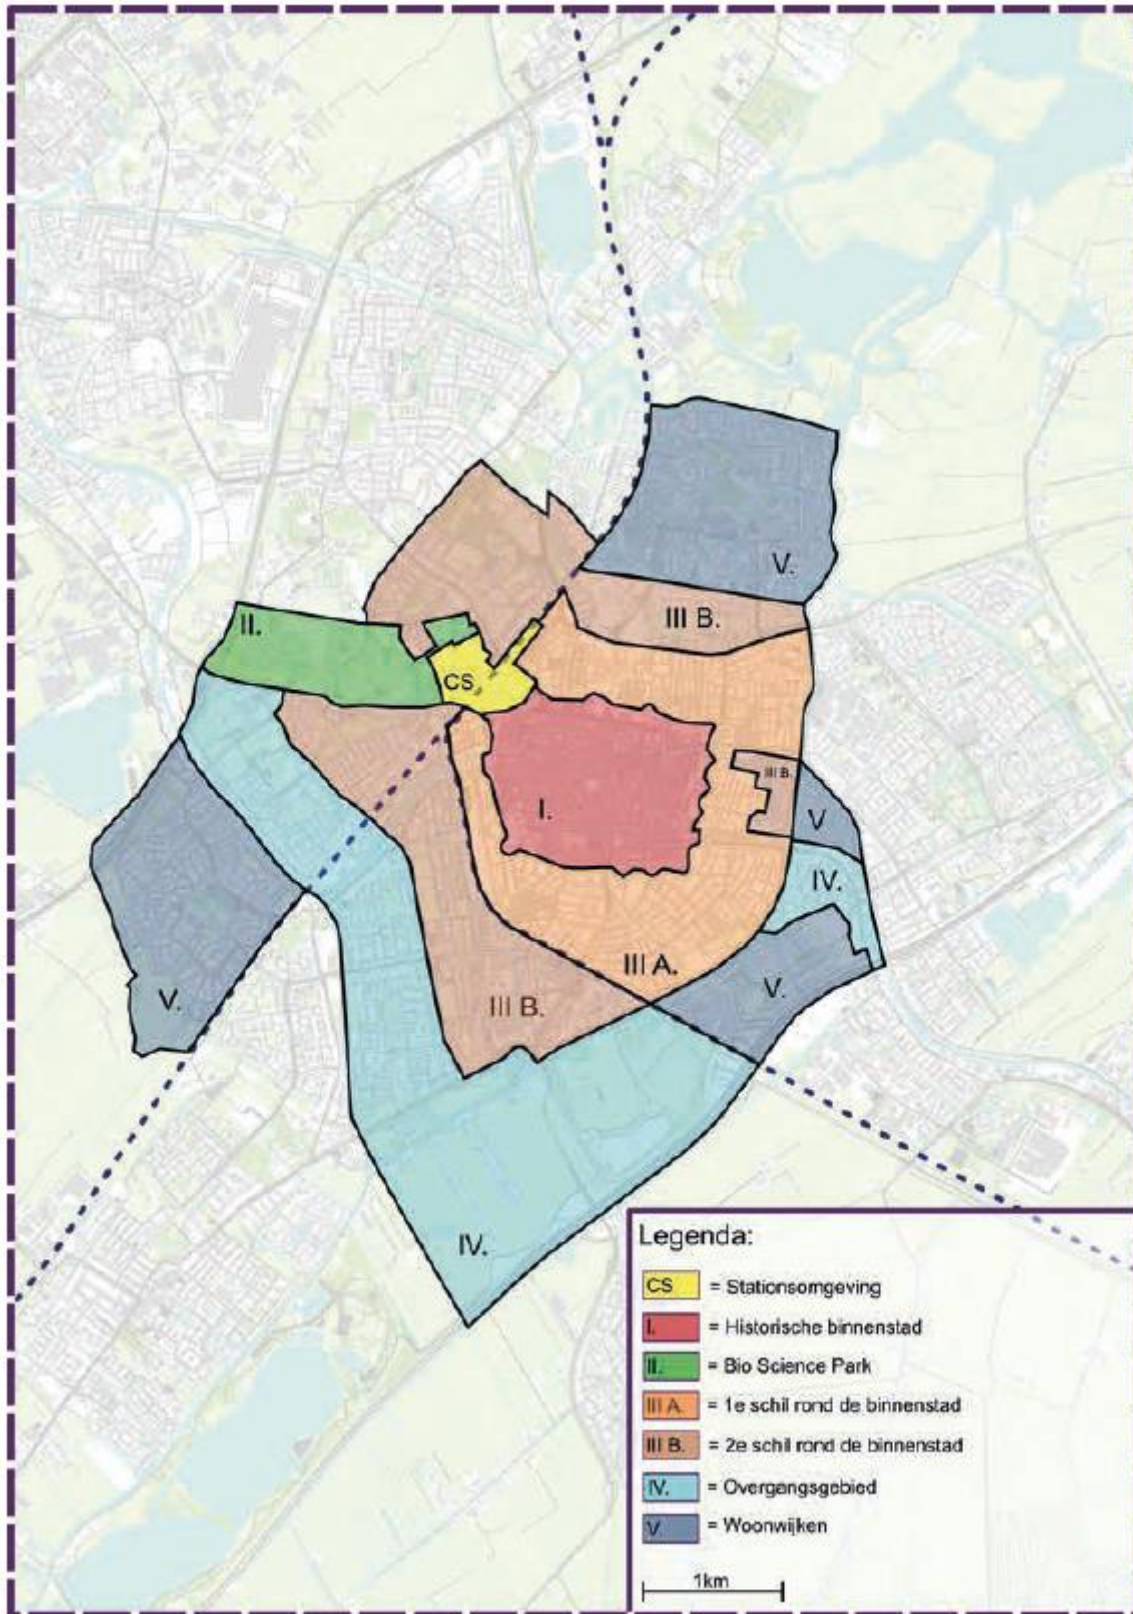 V.
III B.
II.
CS
III B.
I.
V
IV.
III A.
V.
V.
III B.
IV.
Legenda:
CS = Stationsomgeving
I. = Historische binnenstad
II. = Bio Science Park
III A. = 1e schil rond de binnenstad
III B. = 2e schil rond de binnenstad
IV. = Overgangsgebied
V. = Woonwijken
1km